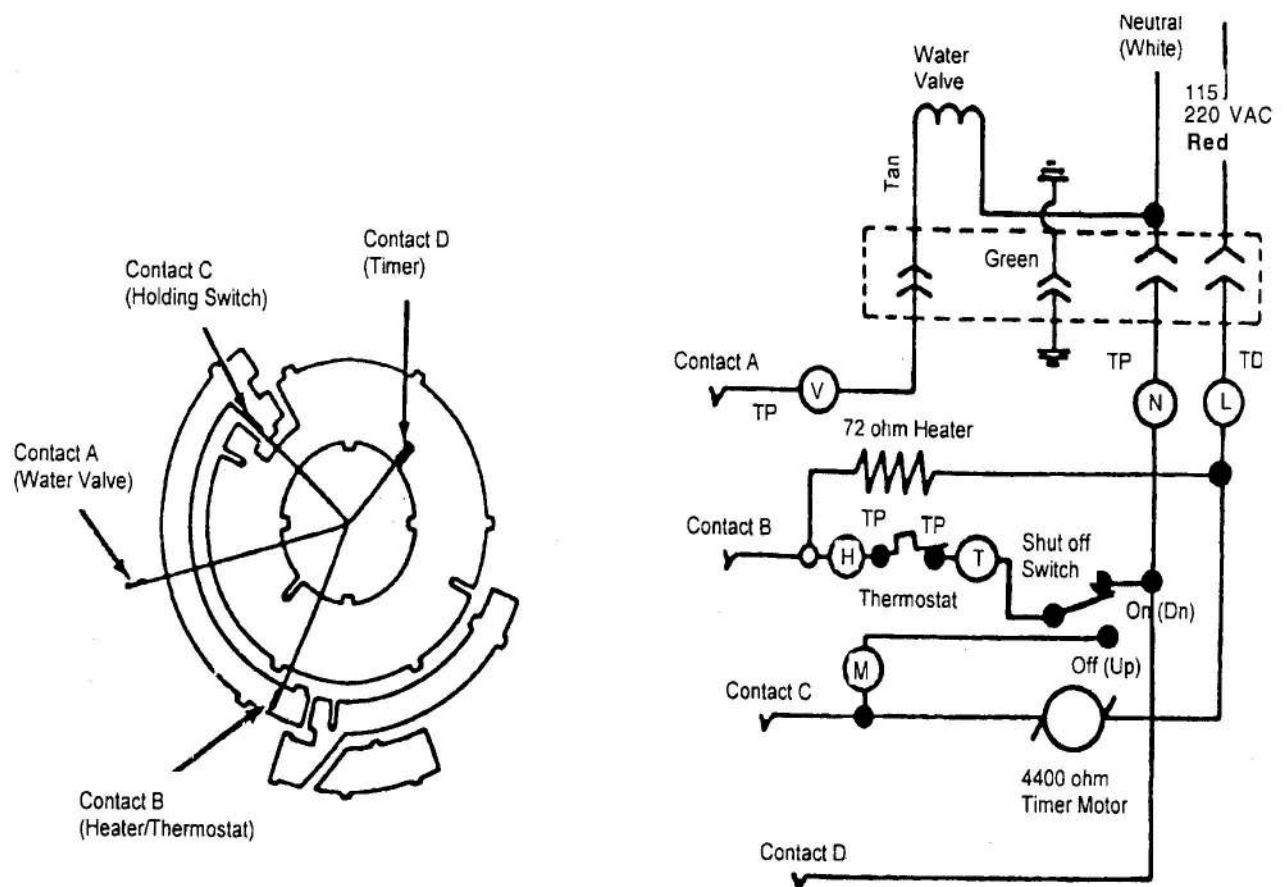 Contact D
(Timer)
Contact C
(Holding Switch)
Contact A
(Water Valve)
Contact B
(Heater/Thermostat)
Neutral
(White)
Water
Valve
115
220 VAC
Red
Tan
Green
Contact A
TP
V
TP
TD
N
L
72 ohm Heater
Contact B
TP
TP
H
T
Thermostat
Shut off
Switch
On (Dn)
Off (Up)
M
Contact C
4400 ohm
Timer Motor
Contact D